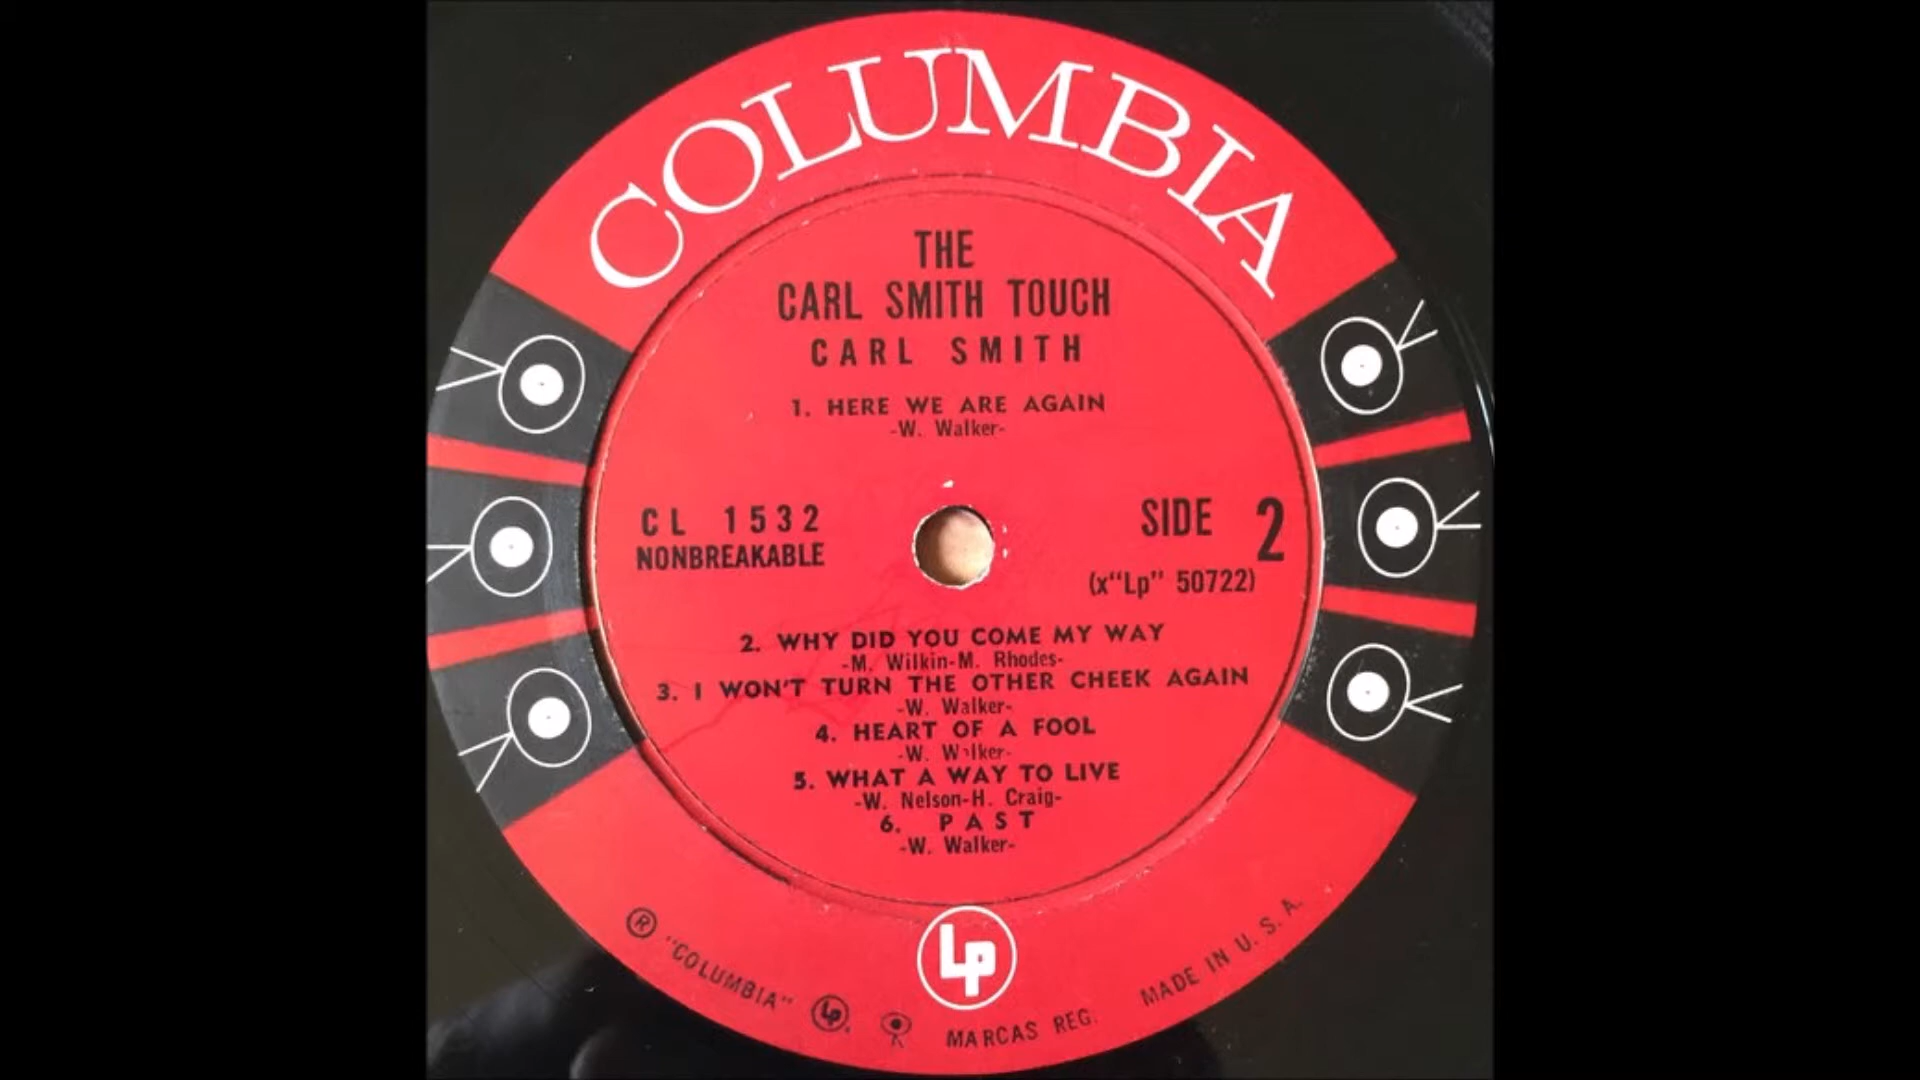 COLUMBIA
THE
CARL SMITH TOUCH
CARL SMITH
1. HERE WE ARE AGAIN
-W. Walker-
CL 1532
NONBREAKABLE
SIDE 2
(x"Lp" 50722)
2. WHY DID YOU COME MY WAY
-M. Wilkin-M. Rhodes-
3. I WON'T TURN THE OTHER CHEEK AGAIN
-W. Walker-
4. HEART OF A FOOL
-W. Walker-
5. WHAT A WAY TO LIVE
-W. Nelson-H. Craig-
6. PAST
-W. Walker-
Lp
® "COLUMBIA" Lp. MARCAS REG. MADE IN U. S. A.